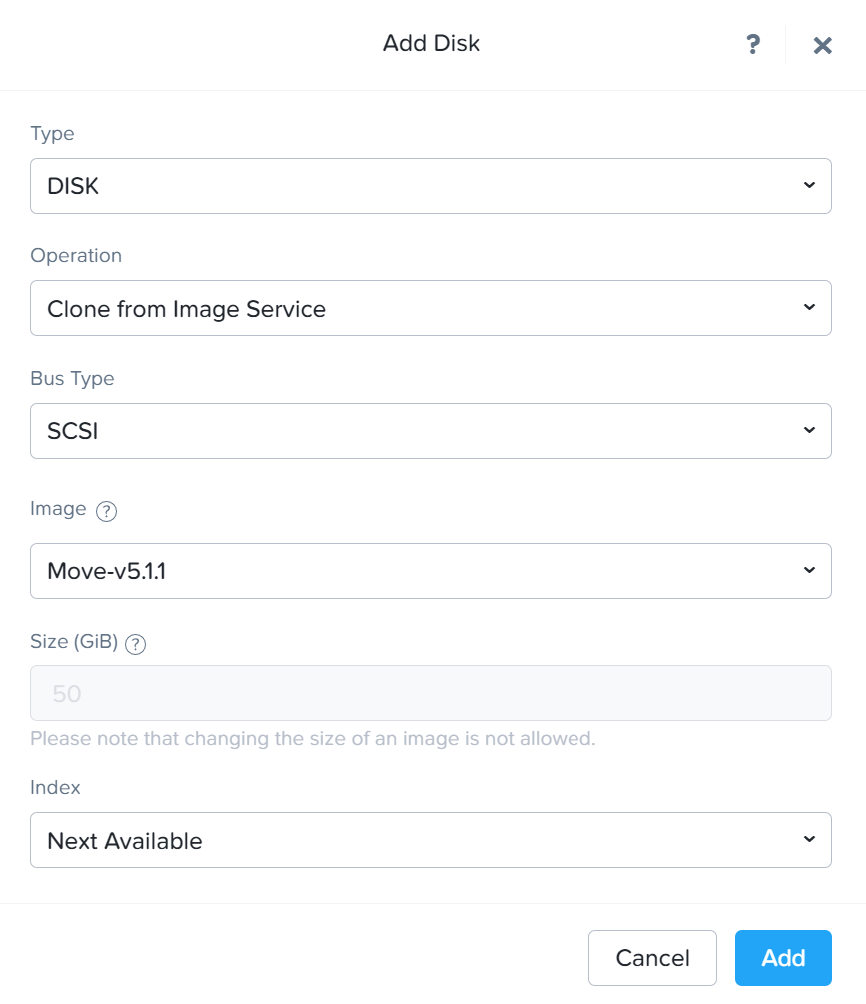 Add Disk
?
Type
DISK
Operation
Clone from Image Service
Bus Type
SCSI
Image ?
Move-v5.1.1
Size (GiB) ?
50
Please note that changing the size of an image is not allowed.
Index
Next Available
Cancel Add